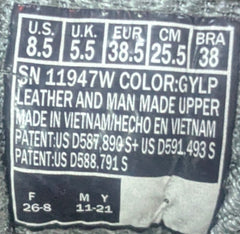 U.S. U.K. EUR CM BRA
8.5 5.5 38.5 25.5 38
SN 11947W COLOR:GYLP
LEATHER AND MAN MADE UPPER
MADE IN VIETNAM/HECHO EN VIETNAM
PATENT:US D587,890 S+ US D591,493 S
PATENT:US D588,791 S
F M Y
26-8 11-21